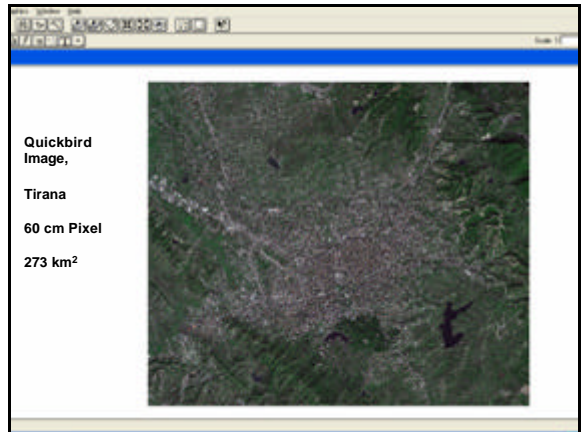 Quickbird
Image,
Tirana
60 cm Pixel
273 km²